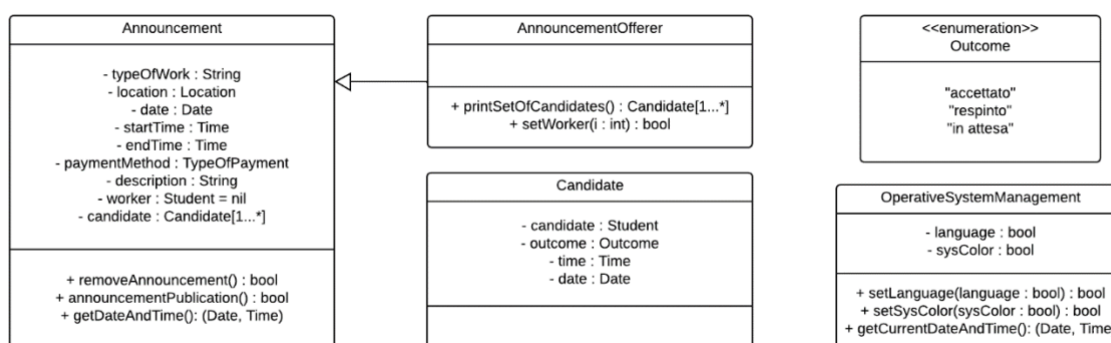 Announcement
- typeOfWork : String
- location : Location
- date : Date
- startTime : Time
- endTime : Time
- paymentMethod : TypeOfPayment
- description : String
- worker : Student = nil
- candidate : Candidate[1...*]
+ removeAnnouncement() : bool
+ announcementPublication() : bool
+ getDateAndTime(): (Date, Time)
AnnouncementOfferer
+ printSetOfCandidates() : Candidate[1...*]
+ setWorker(i : int) : bool
Candidate
- candidate : Student
- outcome : Outcome
- time : Time
- date : Date
<<enumeration>>
Outcome
"accettato"
"respinto"
"in attesa"
OperativeSystemManagement
- language : bool
- sysColor : bool
+ setLanguage(language : bool) : bool
+ setSysColor(sysColor : bool) : bool
+ getCurrentDateAndTime(): (Date, Time